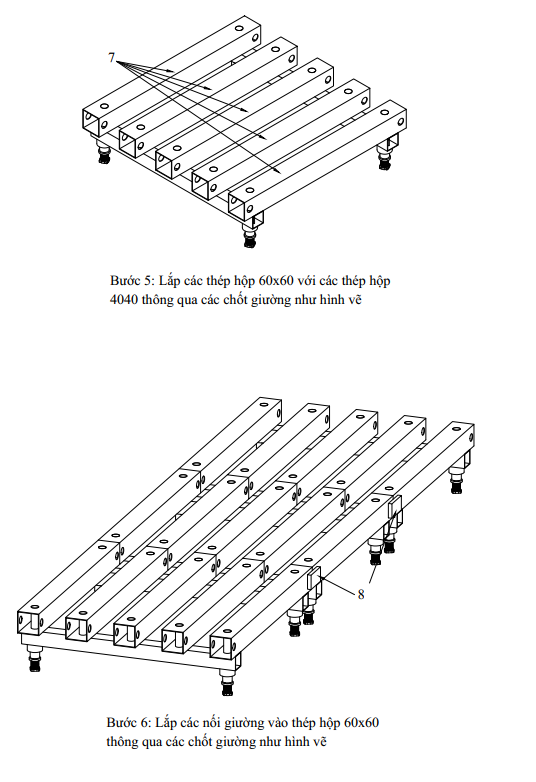 7
Bước 5: Lắp các thép hộp 60x60 với các thép hộp
4040 thông qua các chốt giường như hình vẽ
8
Bước 6: Lắp các nối giường vào thép hộp 60x60
thông qua các chốt giường như hình vẽ